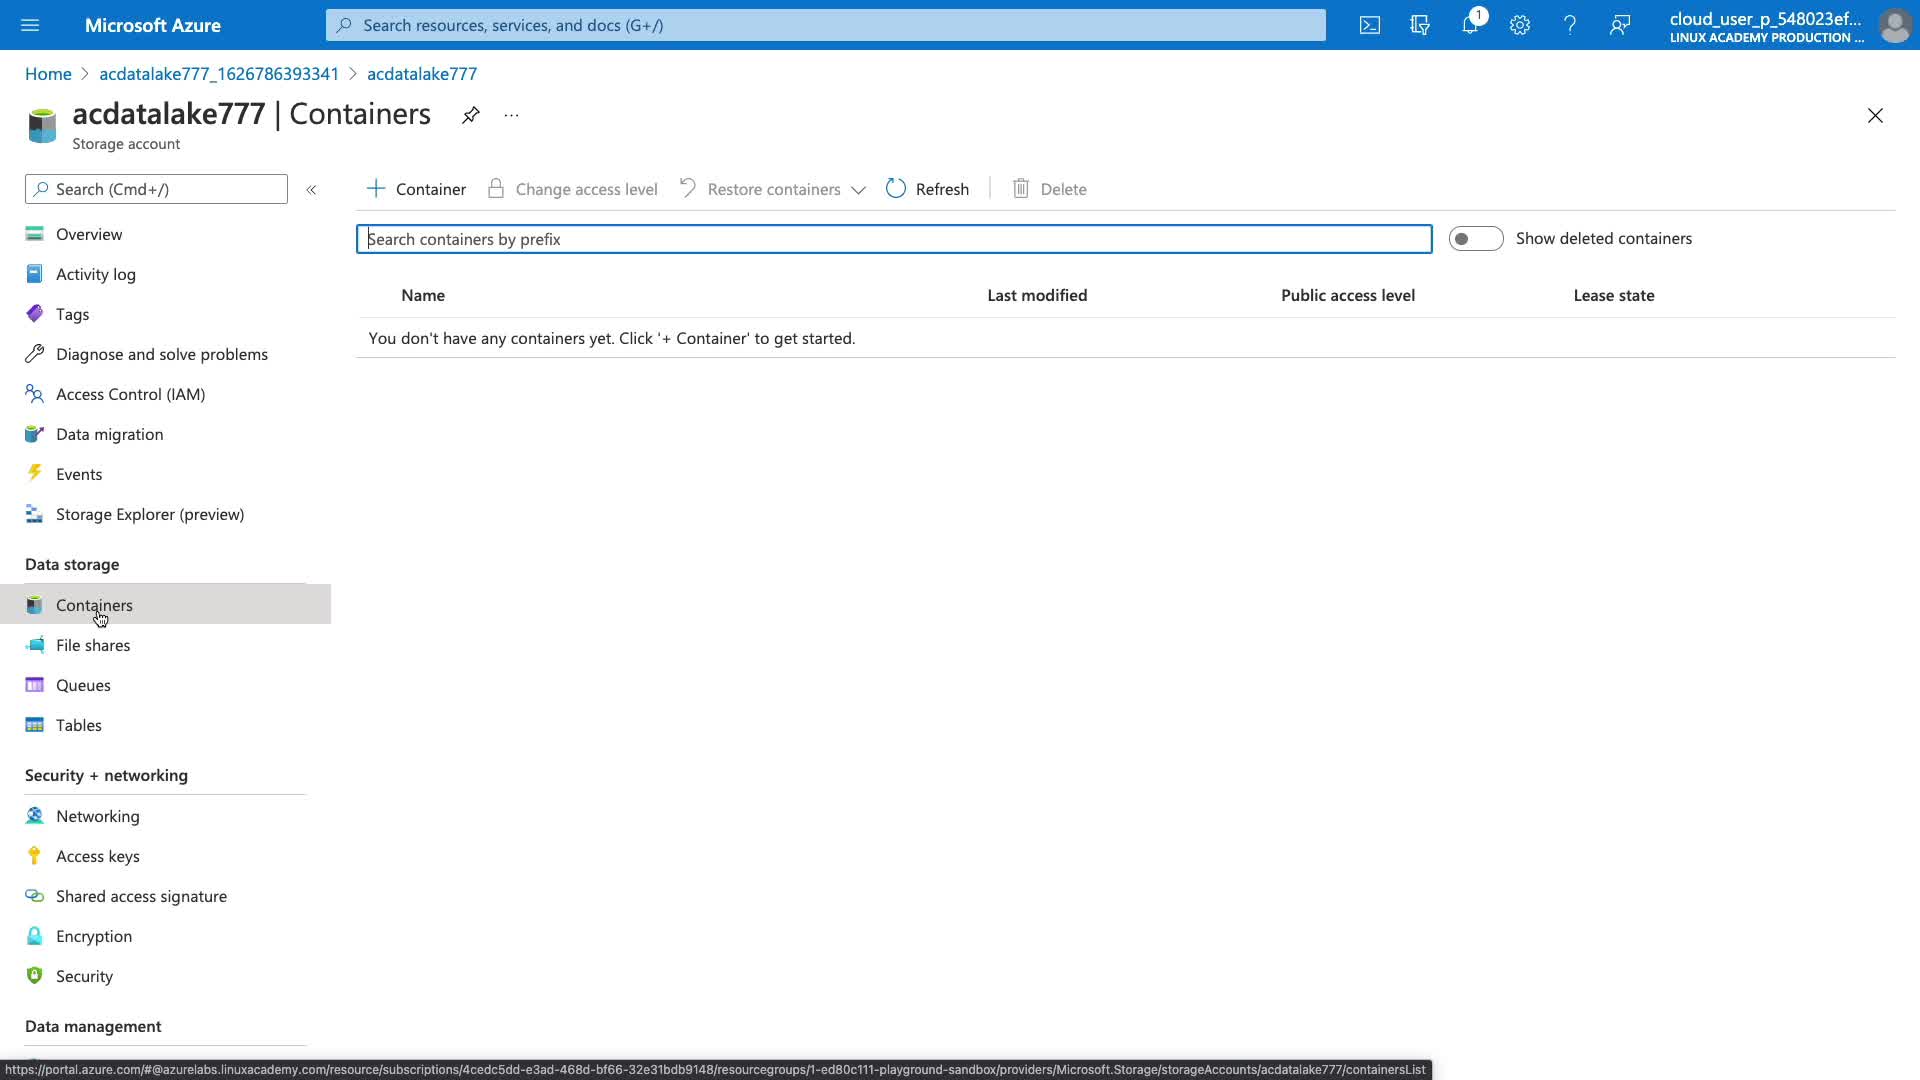 Microsoft Azure
Search resources, services, and docs (G+/)
1
cloud_user_p_548023ef...
LINUX ACADEMY PRODUCTION ...
Home > acdatalake777_1626786393341 > acdatalake777
acdatalake777 | Containers
...
Storage account
Search (Cmd+/)
«
Container
Change access level
Restore containers
Refresh
Delete
Search containers by prefix
Show deleted containers
Name
Last modified
Public access level
Lease state
You don't have any containers yet. Click '+ Container' to get started.
Overview
Activity log
Tags
Diagnose and solve problems
Access Control (IAM)
Data migration
Events
Storage Explorer (preview)
Data storage
Containers
File shares
Queues
Tables
Security + networking
Networking
Access keys
Shared access signature
Encryption
Security
Data management
https://portal.azure.com/#@azurelabs.linuxacademy.com/resource/subscriptions/4cedc5dd-e3ad-468d-bf66-32e31bdb9148/resourcegroups/1-ed80c111-playground-sandbox/providers/Microsoft.Storage/storageAccounts/acdatalake777/containersList